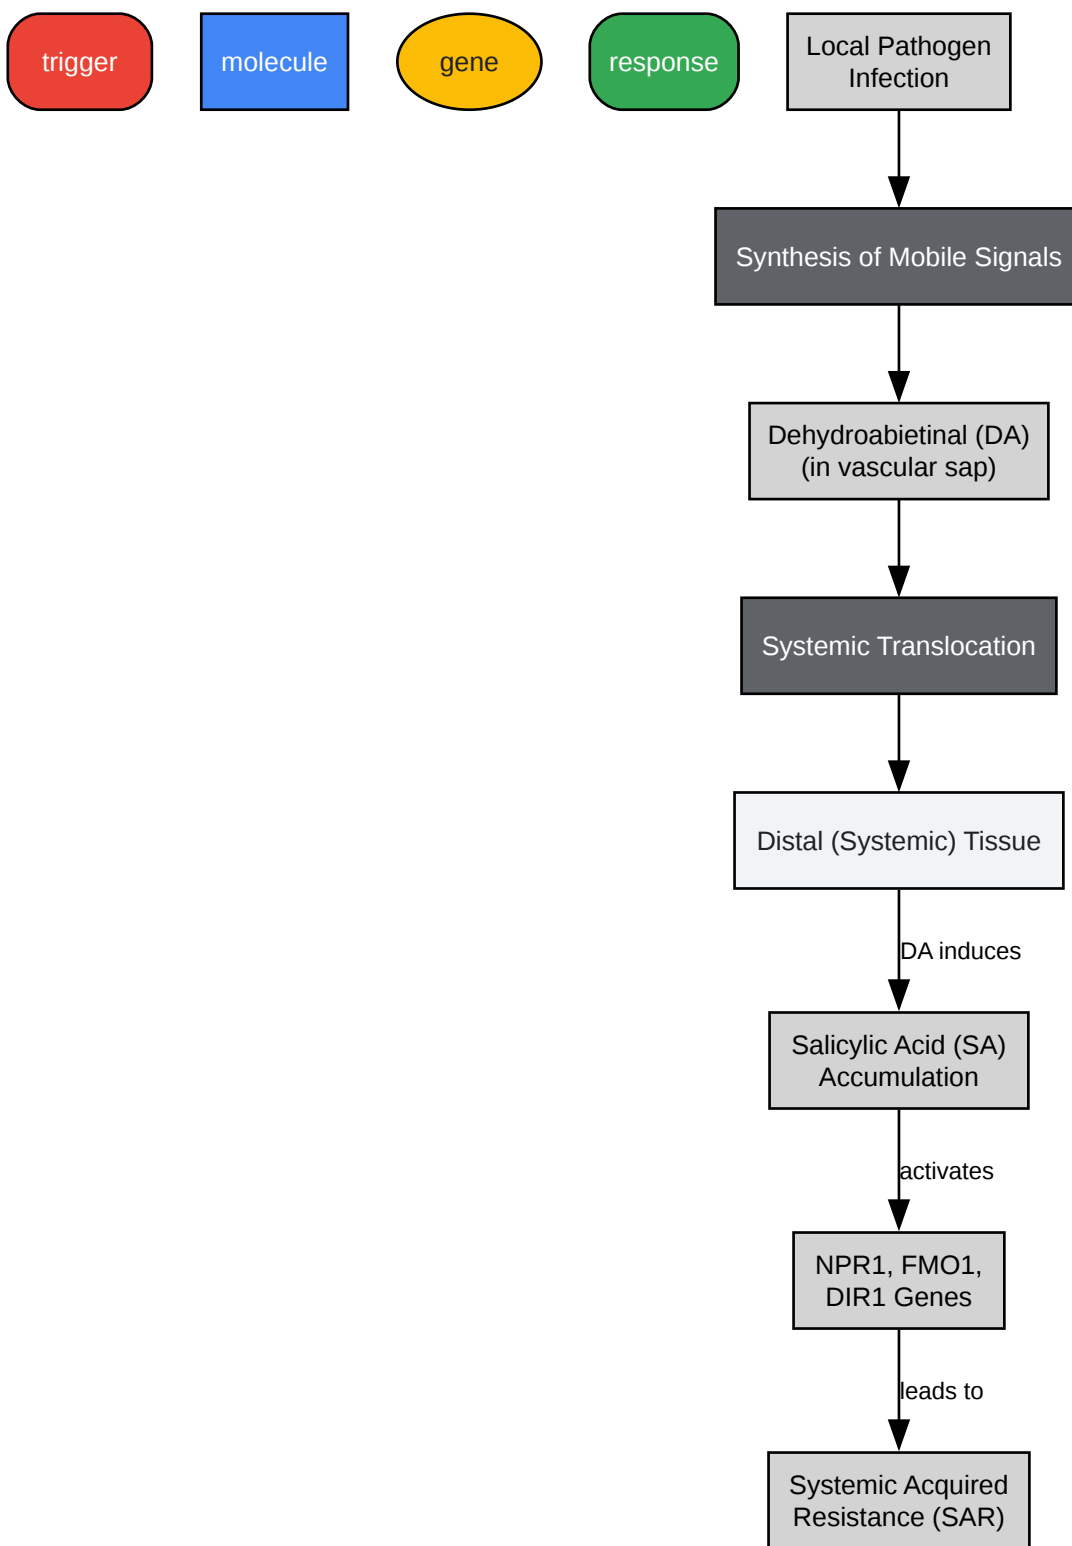 trigger
molecule
gene
response
Local Pathogen
Infection
Synthesis of Mobile Signals
Dehydroabietinal (DA)
(in vascular sap)
Systemic Translocation
Distal (Systemic) Tissue
DA induces
Salicylic Acid (SA)
Accumulation
activates
NPR1, FMO1,
DIR1 Genes
leads to
Systemic Acquired
Resistance (SAR)